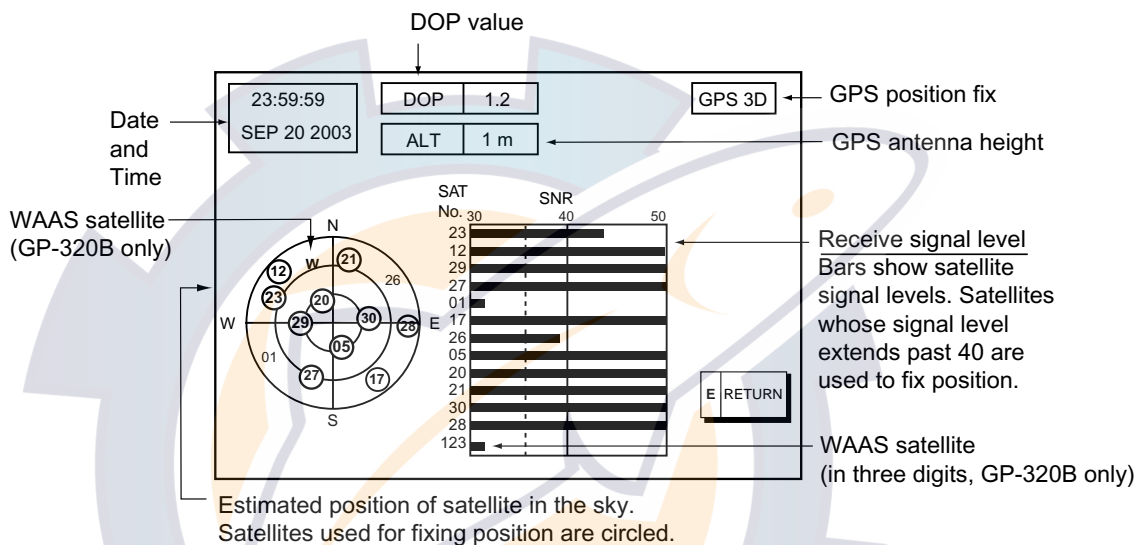 DOP value
23:59:59
SEP 20 2003
DOP 1.2
ALT 1 m
GPS 3D
GPS position fix
GPS antenna height
Date
and
Time
WAAS satellite
(GP-320B only)
N
W
12
21
26
23
20
W
29
30
28
E
01
05
27
17
S
SAT
No.
SNR
30 40 50
23
12
29
27
01
17
26
05
20
21
30
28
123
Receive signal level
Bars show satellite
signal levels. Satellites
whose signal level
extends past 40 are
used to fix position.
E RETURN
WAAS satellite
(in three digits, GP-320B only)
Estimated position of satellite in the sky.
Satellites used for fixing position are circled.